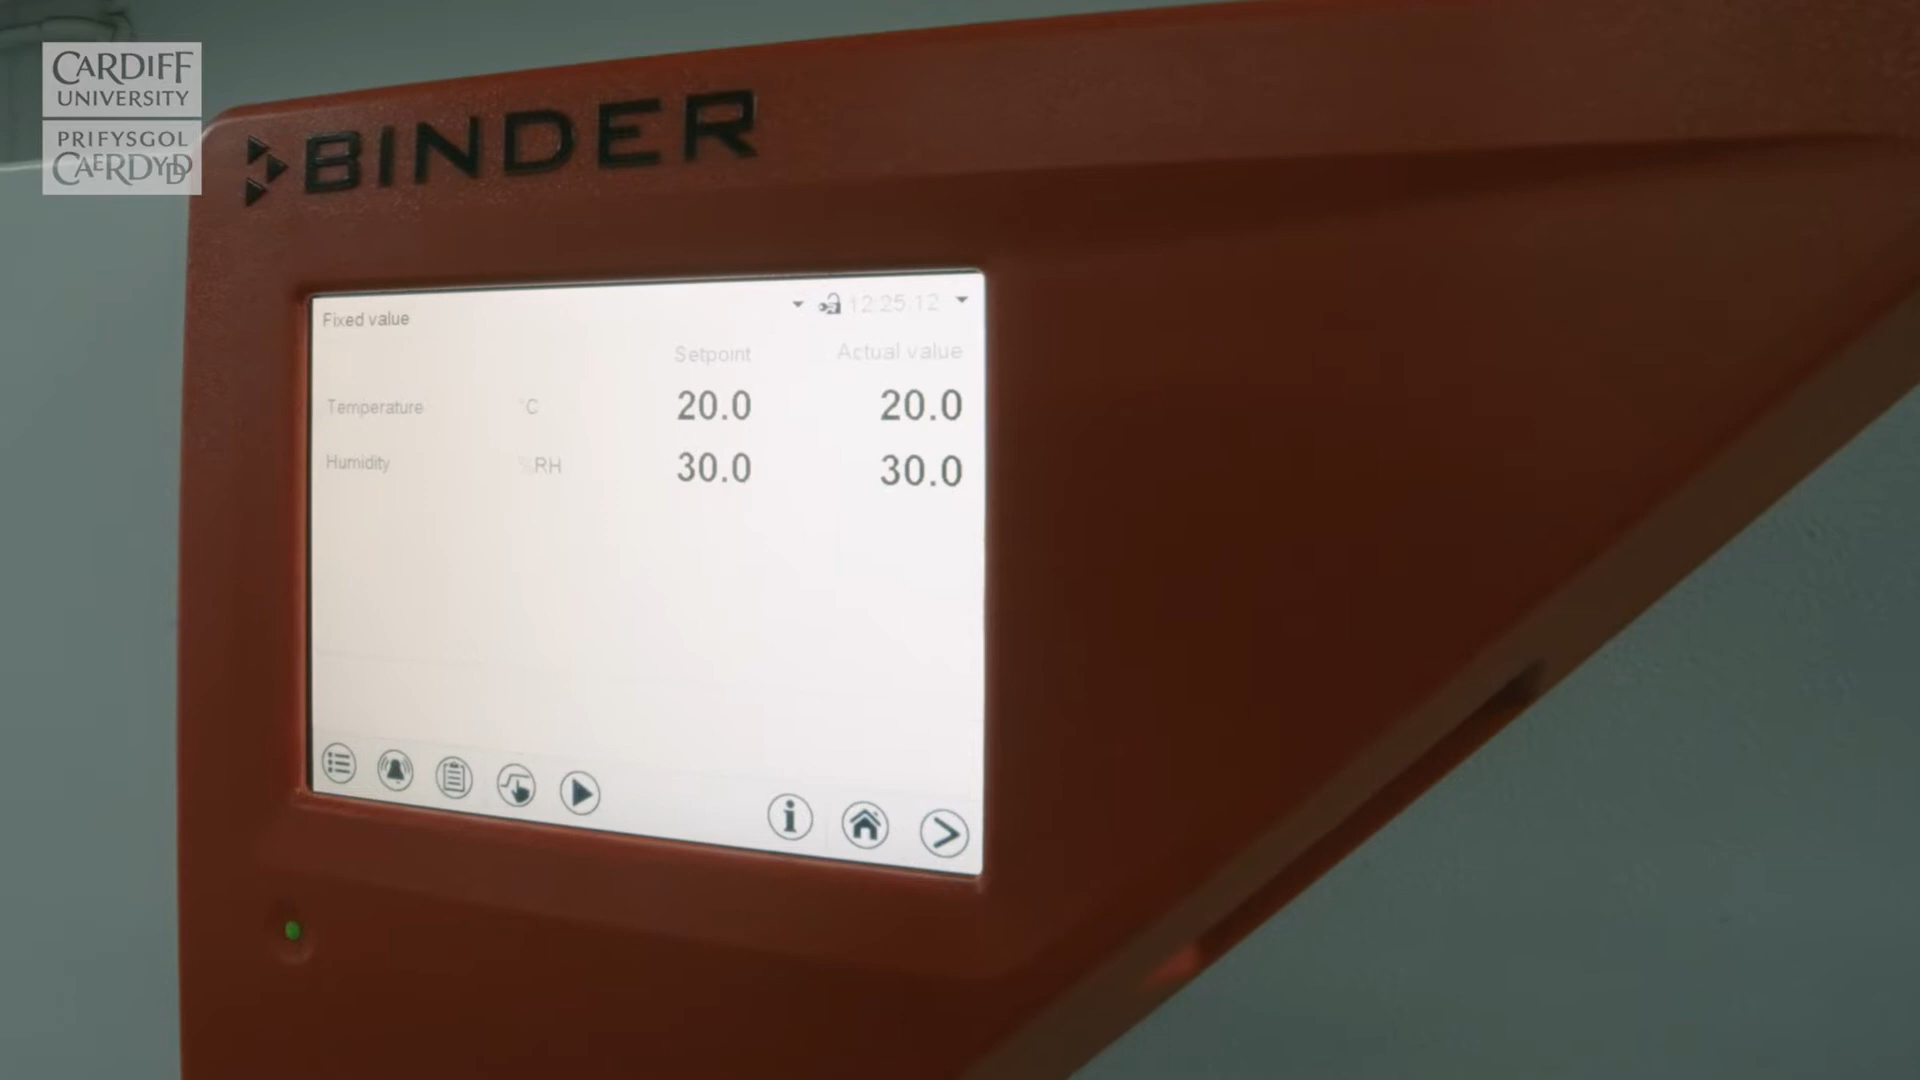 CARDIFF
UNIVERSITY
PRIFYSGOL
CAERDYDD
BINDER
12:25:12
Fixed value
Setpoint Actual value
Temperature °C 20.0 20.0
Humidity %RH 30.0 30.0